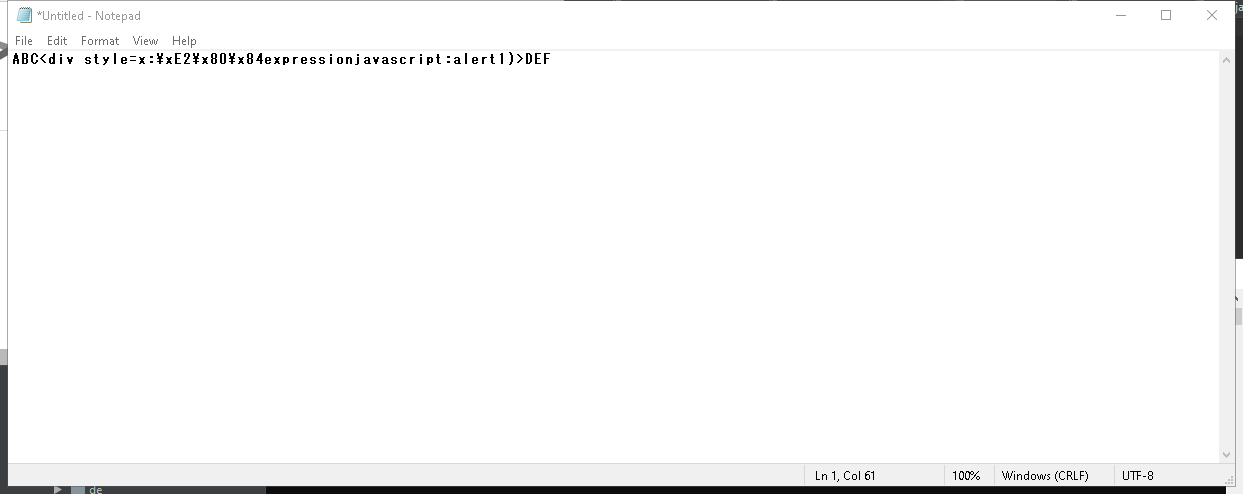 *Untitled - Notepad
File Edit Format View Help
ABC<div style=x:¥xE2¥x80¥x84expressionjavascript:alert1)>DEF
Ln 1, Col 61 100% Windows (CRLF) UTF-8
de